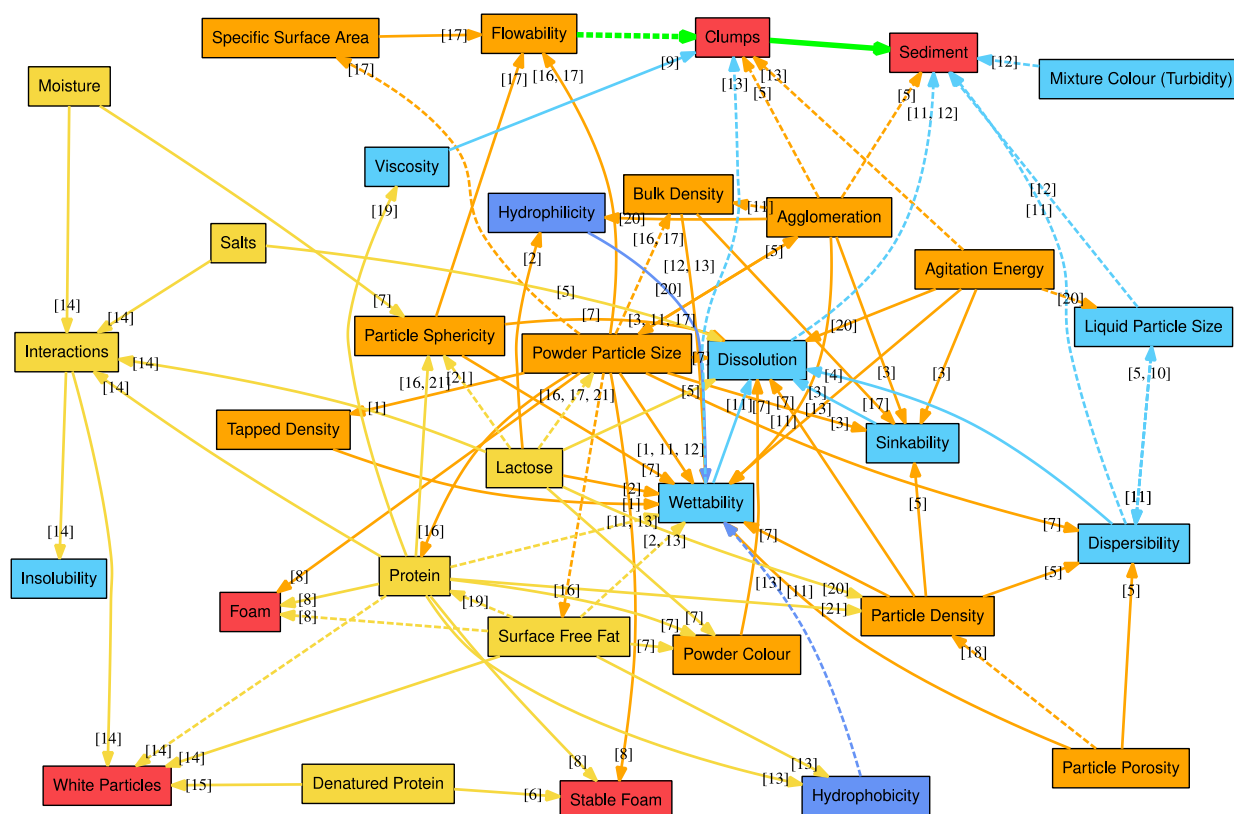 Specific Surface Area
[17]
Flowability
Clumps
Sediment
[12]
Mixture Colour (Turbidity)
[17]
[17]
[16, 17]
[9]
[13]
[13]
[5]
[5]
[11, 12]
Moisture
Viscosity
[19]
Hydrophilicity
Bulk Density
[11]
Agglomeration
[20]
[12]
[11]
Salts
[2]
[16, 17]
[5]
[12, 13]
[20]
Agitation Energy
[14]
[14]
[7]
[5]
[20]
[20]
Liquid Particle Size
Interactions
[14]
[14]
Particle Sphericity
[7]
[3, 11, 17]
Powder Particle Size
[7]
Dissolution
[4]
[3]
[3]
[5, 10]
[16, 21]
[21]
[16, 17, 21]
[5]
[11]
[7]
[7]
[11]
[13]
[3]
[17]
[3]
Tapped Density
[1]
Sinkability
[1, 11, 12]
[7]
Lactose
[2]
[1]
Wettability
[5]
[11]
[14]
[16]
[11, 13]
[2, 13]
[7]
[7]
Dispersibility
Insolubility
Protein
[8]
[8]
[8]
Foam
[19]
[16]
[13]
[11]
[20]
[21]
[5]
[5]
Particle Density
Surface Free Fat
[7]
[7]
[7]
Powder Colour
[18]
[14]
[14]
[14]
White Particles
[15]
Denatured Protein
[6]
[8]
[8]
Stable Foam
[13]
[13]
Hydrophobicity
Particle Porosity